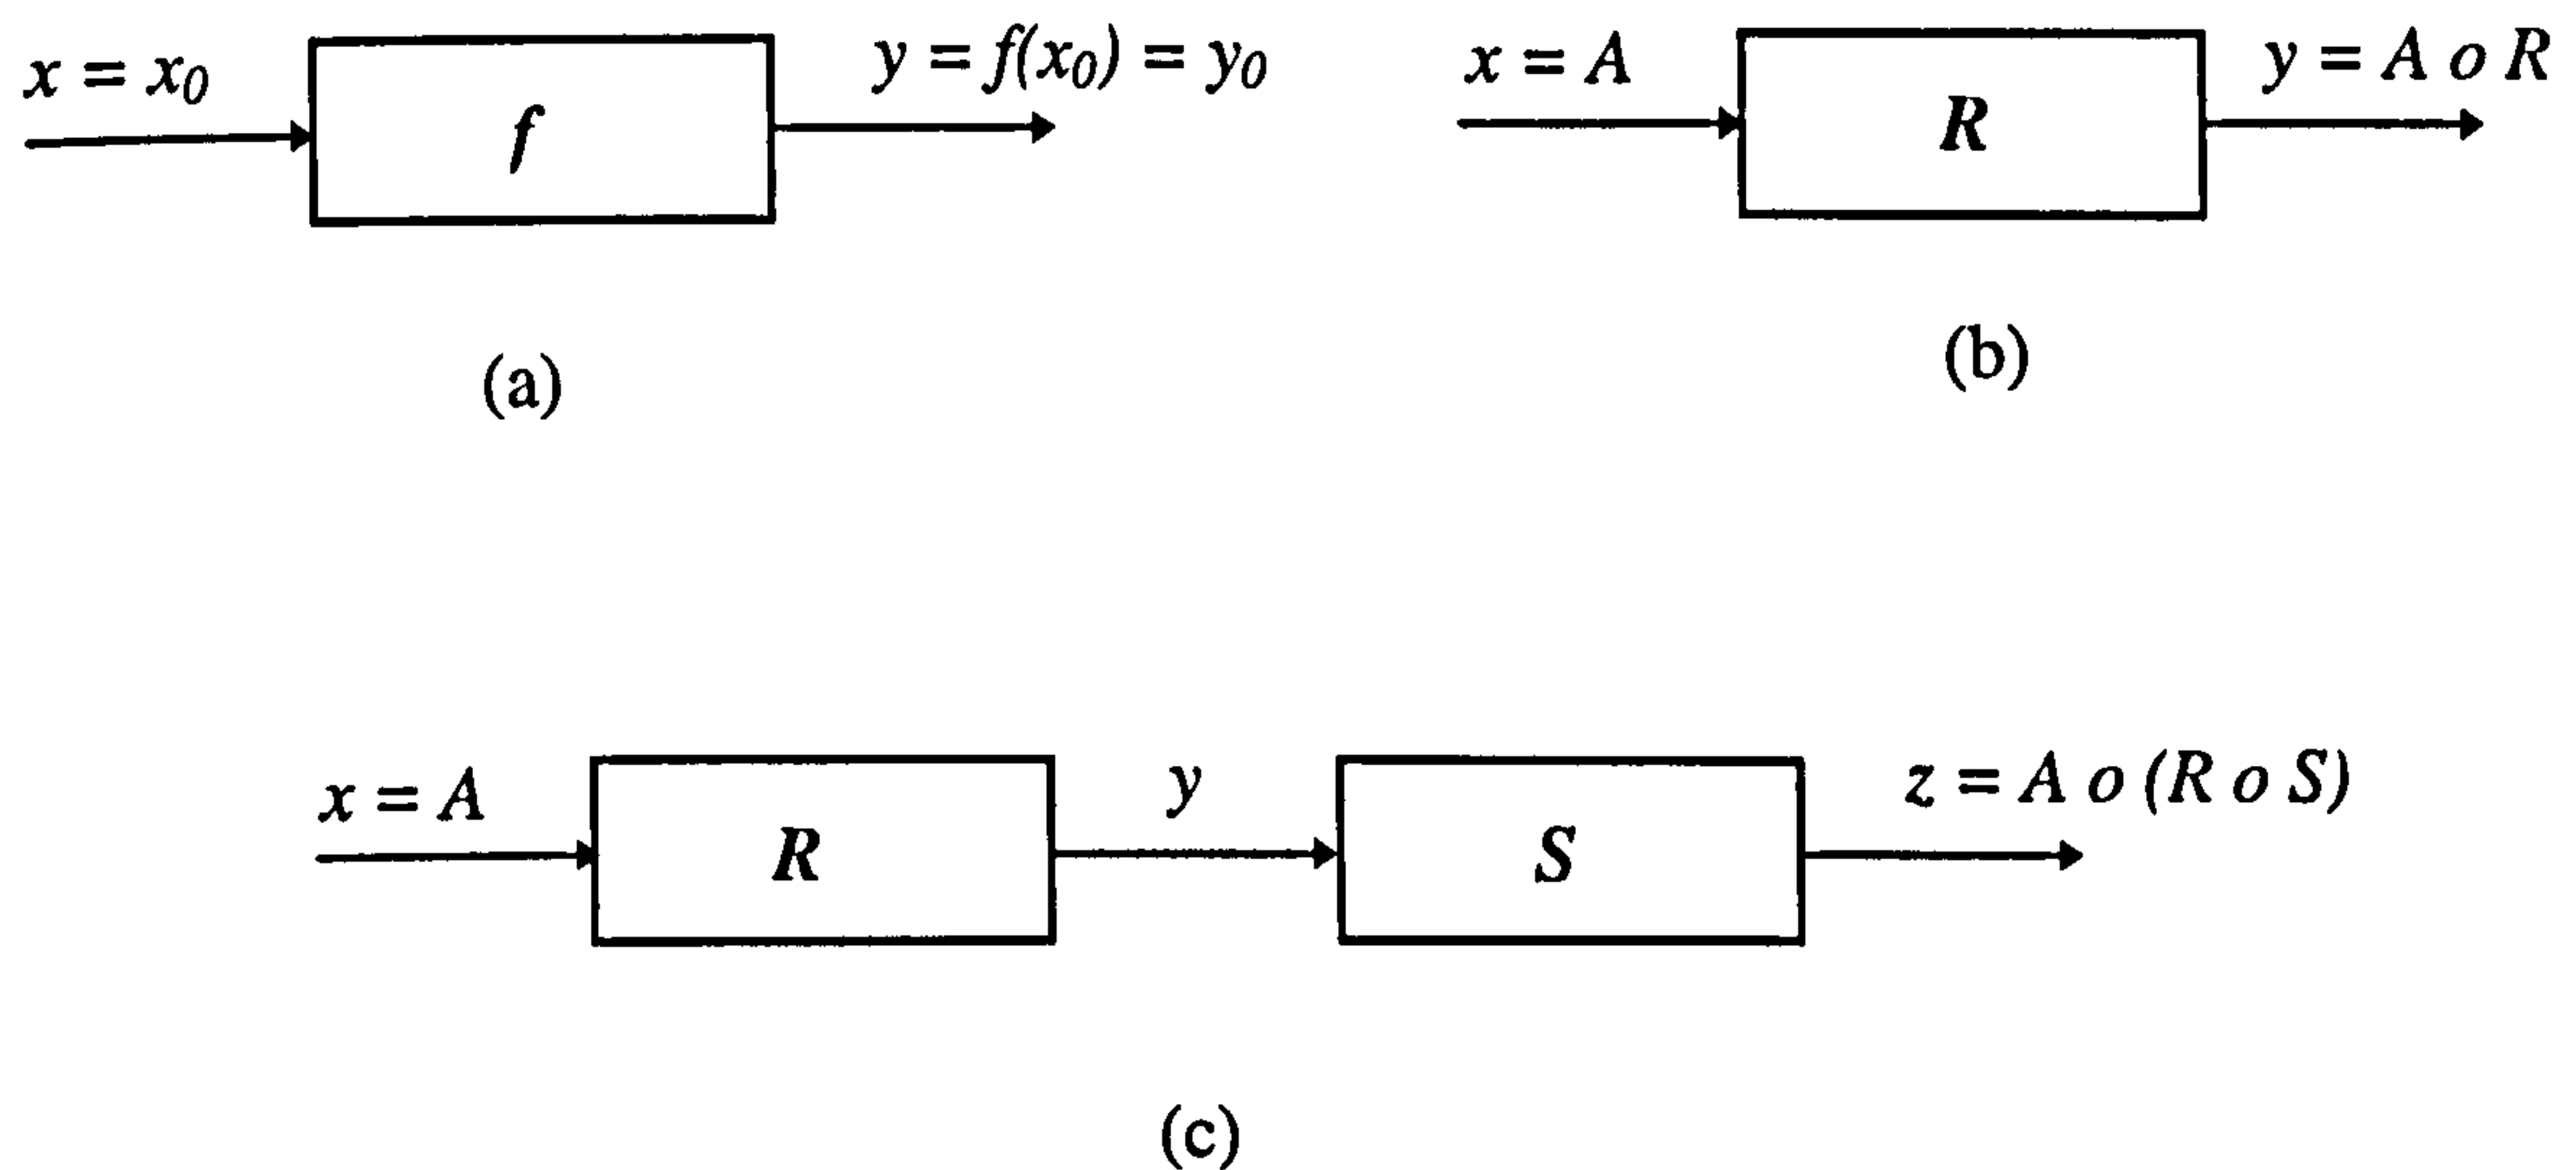 x = x0
f
y = f(x0) = y0
(a)
x = A
R
y = A o R
(b)
x = A
R
y
S
z = A o (R o S)
(c)